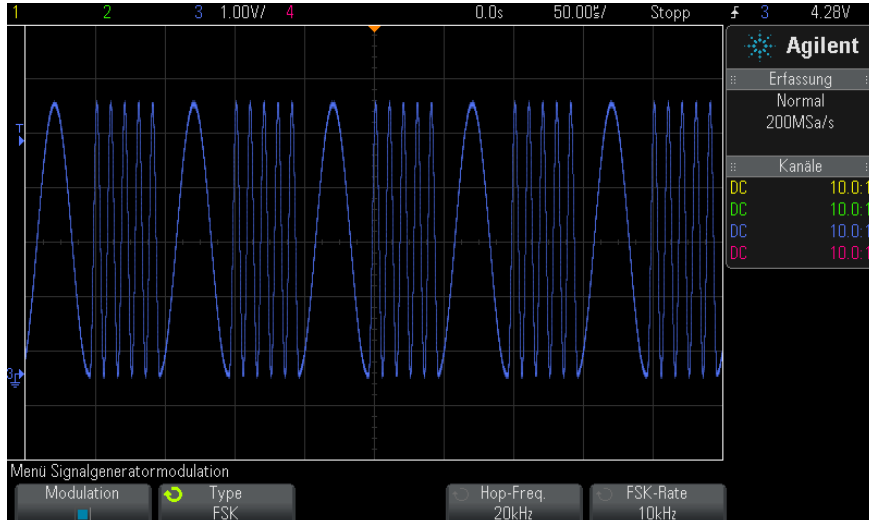 1 2 3 1.00V/ 4 0.0s 50.00㎲/ Stopp 3 4.28V
Agilent
Erfassung
Normal
200MSa/s
Kanäle
DC 10.0:1
DC 10.0:1
DC 10.0:1
DC 10.0:1
T
3
Menü Signalgeneratormodulation
Modulation
Type
FSK
Hop-Freq.
20kHz
FSK-Rate
10kHz